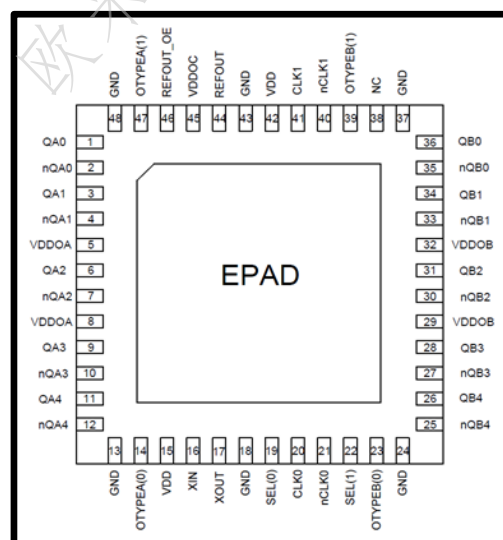 欧
GND OTYPEA(1) REFOUT_OE VDDOC REFOUT GND VDD CLK1 nCLK1 OTYPEB(1) NC GND
48 47 46 45 44 43 42 41 40 39 38 37
QA0 1 36 QB0
nQA0 2 35 nQB0
QA1 3 34 QB1
nQA1 4 33 nQB1
VDDOA 5 32 VDDOB
QA2 6 31 QB2
EPAD
nQA2 7 30 nQB2
VDDOA 8 29 VDDOB
QA3 9 28 QB3
nQA3 10 27 nQB3
QA4 11 26 QB4
nQA4 12 25 nQB4
13 14 15 16 17 18 19 20 21 22 23 24
GND OTYPEA(0) VDD XIN XOUT GND SEL(0) CLK0 nCLK0 SEL(1) OTYPEB(0) GND